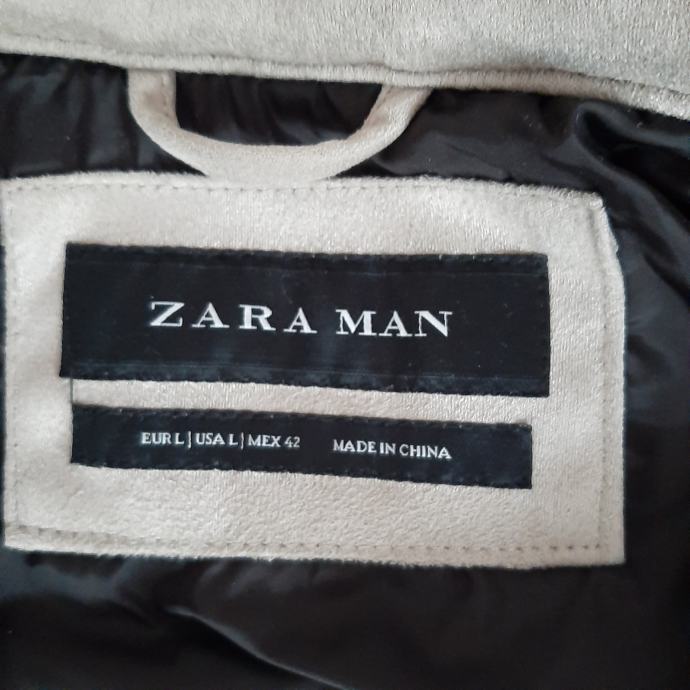 ZARA MAN
EUR L | USA L | MEX 42 MADE IN CHINA